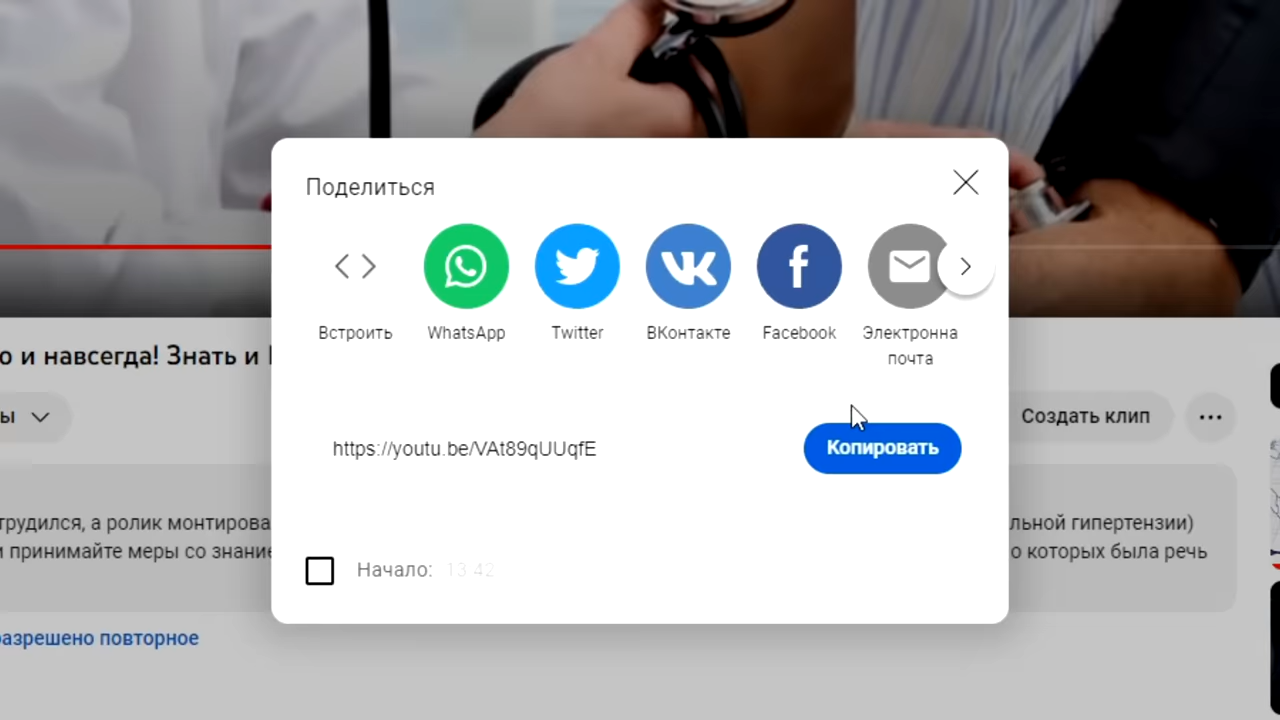 Поделиться
Встроить
WhatsApp
Twitter
ВКонтакте
Facebook
Электронна
почта
о и навсегда! Знать и
ы
Создать клип
https://youtu.be/VAt89qUUqfE
Копировать
трудился, а ролик монтирова
льной гипертензии)
и принимайте меры со знание
о которых была речь
Начало: 13 42
разрешено повторное